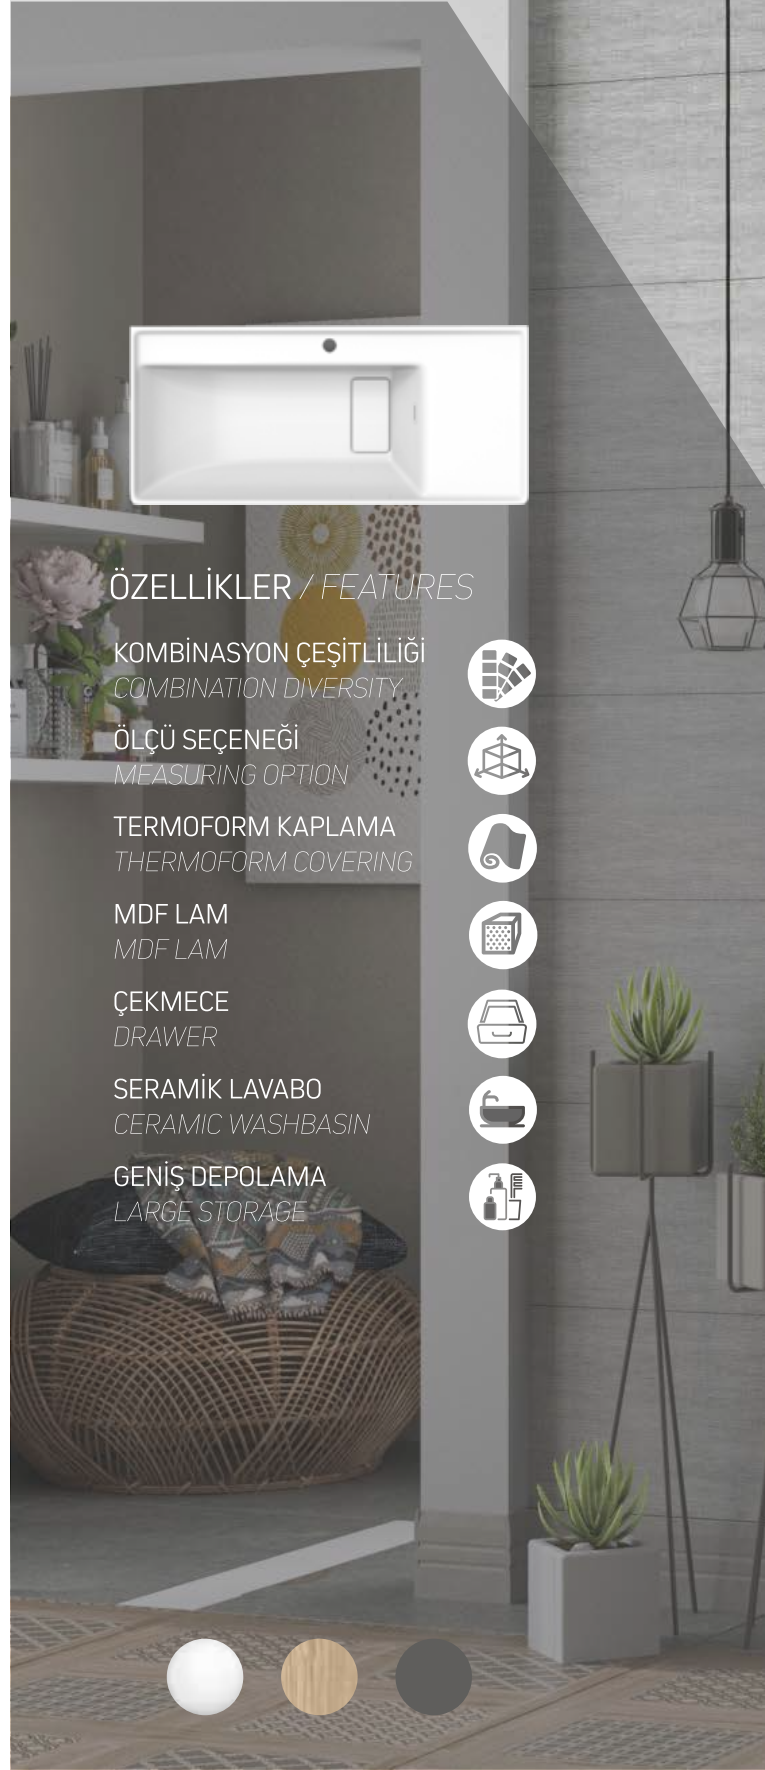 ÖZELLİKLER / FEATURES
KOMBİNASYON ÇEŞİTLİLİĞİ
COMBINATION DIVERSITY
ÖLÇÜ SEÇENEĞİ
MEASURING OPTION
TERMOFORM KAPLAMA
THERMOFORM COVERING
MDF LAM
MDF LAM
ÇEKMECE
DRAWER
SERAMİK LAVABO
CERAMIC WASHBASIN
GENİŞ DEPOLAMA
LARGE STORAGE